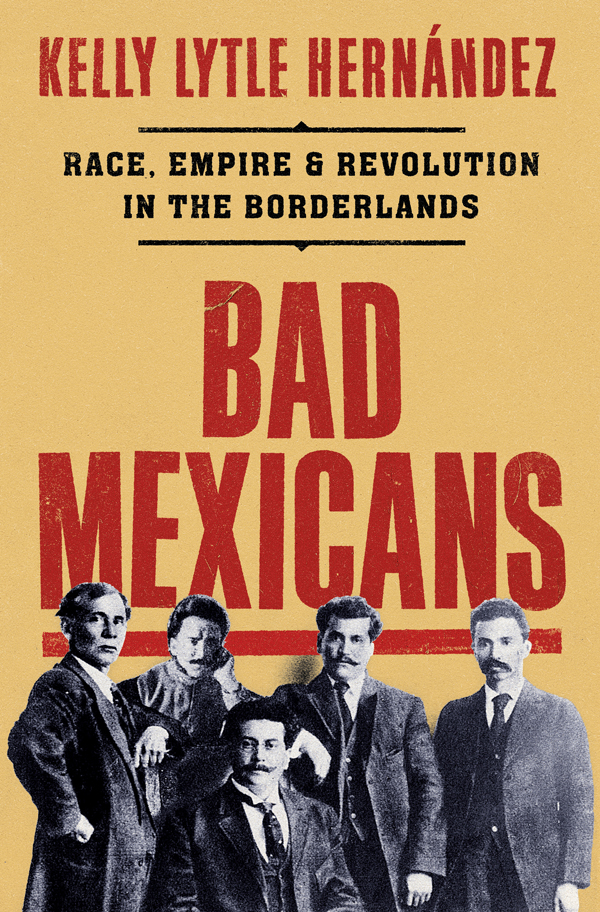 KELLY LYTLE HERNÁNDEZ
RACE, EMPIRE & REVOLUTION
IN THE BORDERLANDS
BAD
MEXICANS